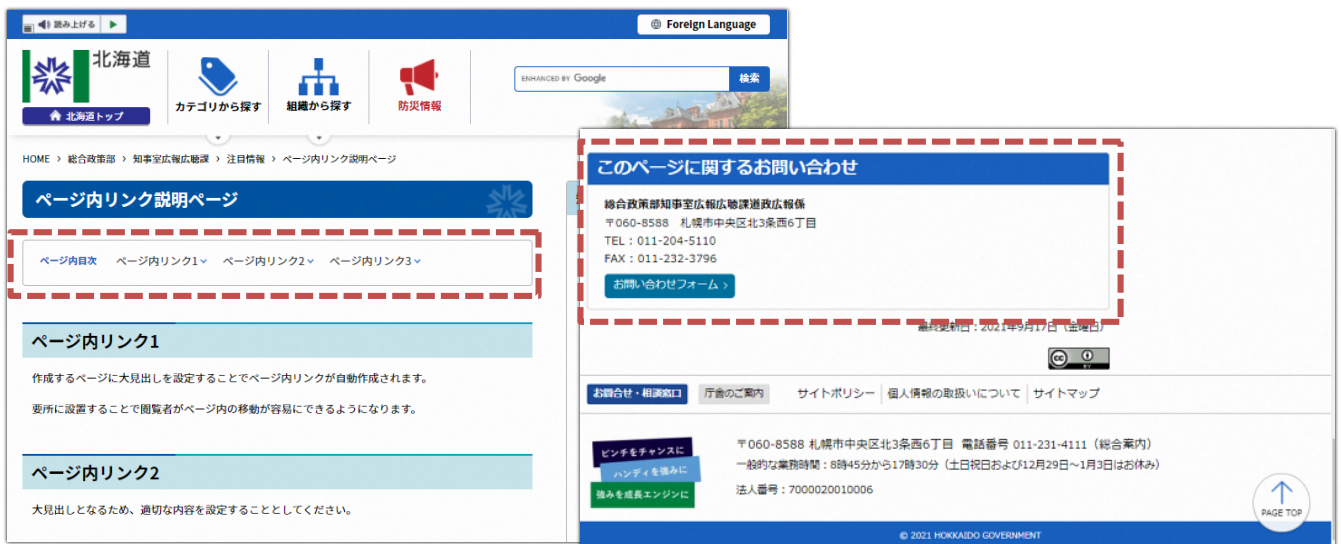 読み上げる
Foreign Language
北海道
北海道トップ
カテゴリから探す
組織から探す
防災情報
ENHANCED BY Google
検索
HOME › 総合政策部 › 知事室広報広聴課 › 注目情報 › ページ内リンク説明ページ
ページ内リンク説明ページ
ページ内目次 ページ内リンク1 ページ内リンク2 ページ内リンク3
ページ内リンク1
作成するページに大見出しを設定することでページ内リンクが自動作成されます。
要所に設置することで閲覧者がページ内の移動が容易にできるようになります。
ページ内リンク2
大見出しとなるため、適切な内容を設定することとしてください。
このページに関するお問い合わせ
総合政策部知事室広報広聴課道政広報係
〒060-8588 札幌市中央区北3条西6丁目
TEL：011-204-5110
FAX：011-232-3796
お問い合わせフォーム ›
最終更新日：2021年9月17日（金曜日）
cc BY
お問合せ・相談窓口 庁舎のご案内 サイトポリシー 個人情報の取扱いについて サイトマップ
ピンチをチャンスに
ハンディを強みに
強みを成長エンジンに
〒060-8588 札幌市中央区北3条西6丁目 電話番号 011-231-4111（総合案内）
一般的な業務時間：8時45分から17時30分（土日祝日および12月29日～1月3日はお休み）
法人番号：7000020010006
PAGE TOP
© 2021 HOKKAIDO GOVERNMENT